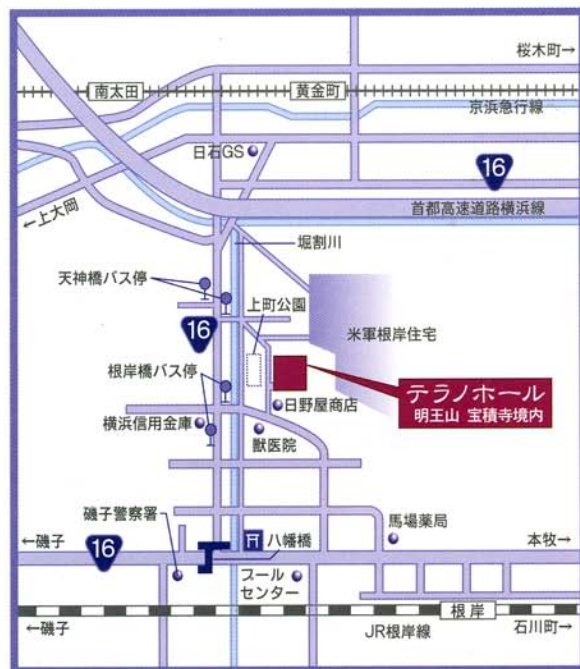 桜木町→
南太田
黄金町
京浜急行線
日石GS
16
←上大岡
首都高速道路横浜線
堀割川
天神橋バス停
上町公園
16
米軍根岸住宅
根岸橋バス停
テラノホール
明王山 宝積寺境内
日野屋商店
横浜信用金庫
獣医院
磯子警察署
馬場薬局
←磯子
16
八幡橋
本牧→
プール
センター
根岸
←磯子
JR根岸線
石川町→